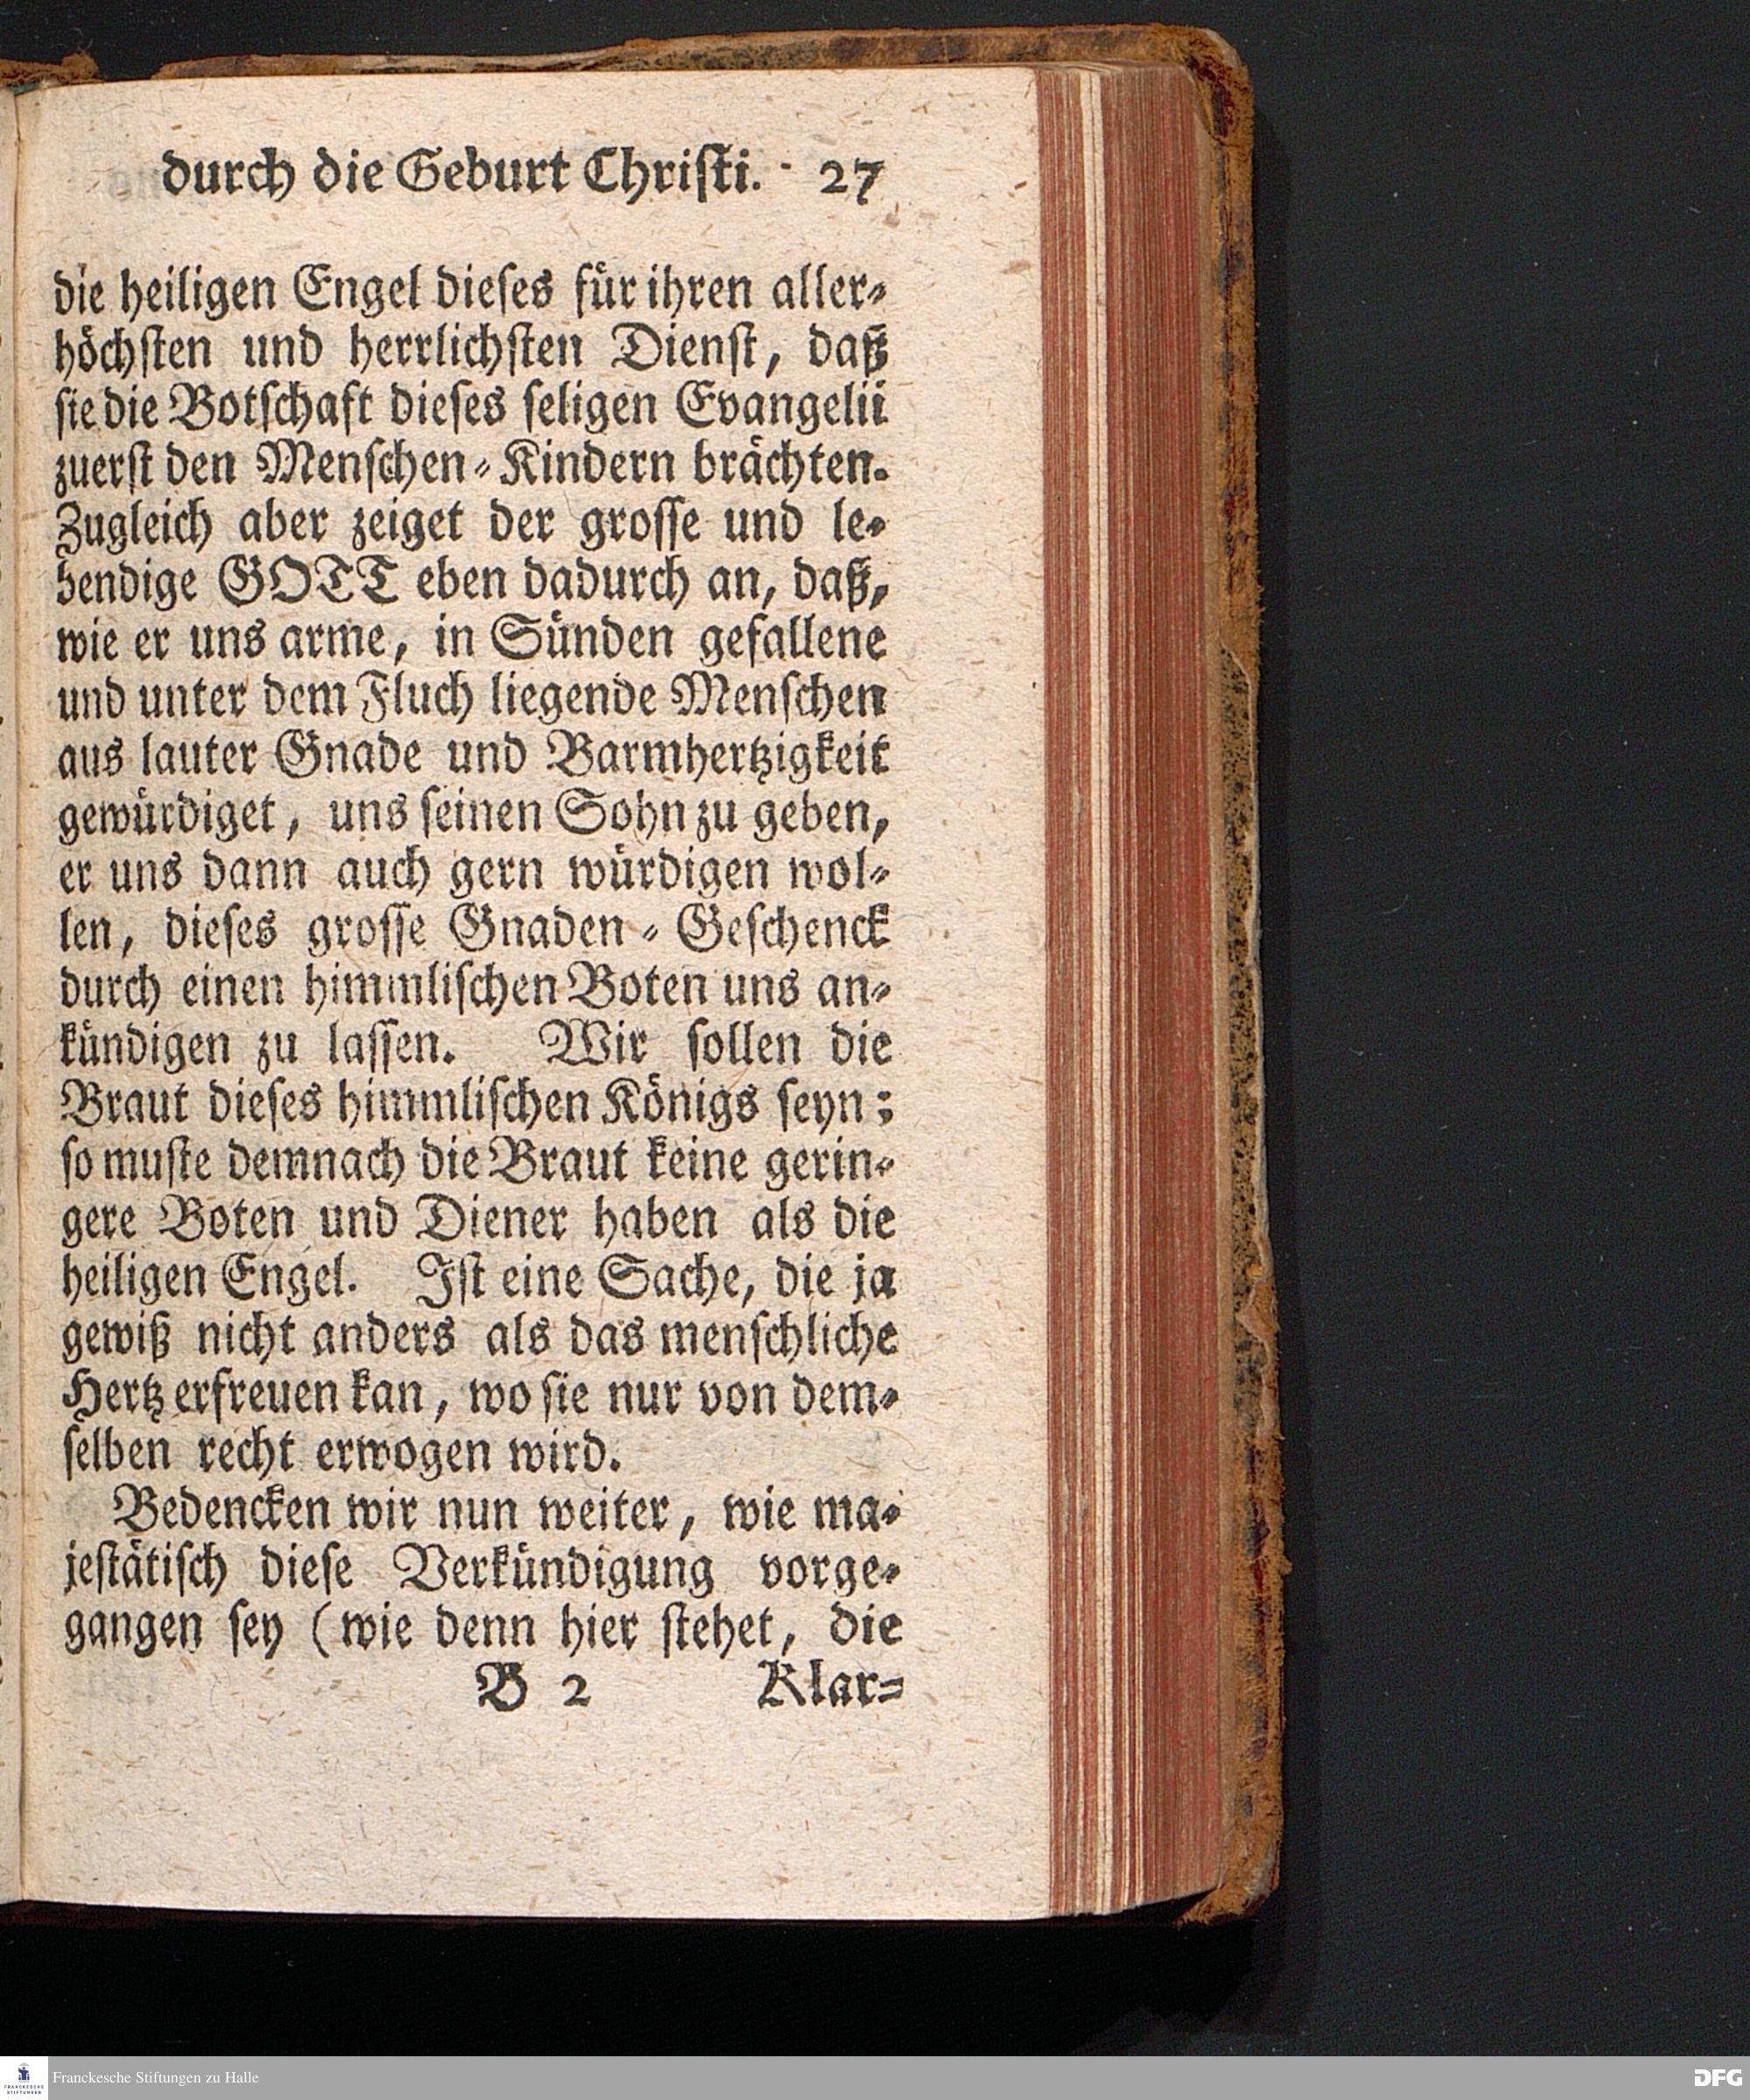 durch die Geburt Chriſti. 27
die heiligen Engel dieſes für ihren aller⸗
höchſten und herrlichſten Dienſt, daß
ſie die Botſchaft dieſes ſeligen Evangelii
zuerſt den Menſchen⸗Kindern brächten.
Zugleich aber zeiget der groſſe und le⸗
bendige GOTT eben dadurch an, daß,
wie er uns arme, in Sünden gefallene
und unter dem Fluch liegende Menſchen
aus lauter Gnade und Barmhertzigkeit
gewürdiget, uns ſeinen Sohn zu geben,
er uns dann auch gern würdigen wol⸗
len, dieſes groſſe Gnaden⸗Geſchenck
durch einen himmliſchen Boten uns an⸗
kündigen zu laſſen. Wir ſollen die
Braut dieſes himmliſchen Königs ſeyn;
ſo muſte demnach die Braut keine gerin⸗
gere Boten und Diener haben als die
heiligen Engel. Iſt eine Sache, die ja
gewiß nicht anders als das menſchliche
Hertz erfreuen kan, wo ſie nur von dem⸗
ſelben recht erwogen wird.
Bedencken wir nun weiter, wie ma⸗
jeſtätiſch dieſe Verkündigung vorge⸗
gangen ſey (wie denn hier ſtehet, die
B 2 Klar⸗
FRANCKESCHE STIFTUNGEN
Franckesche Stiftungen zu Halle
DFG